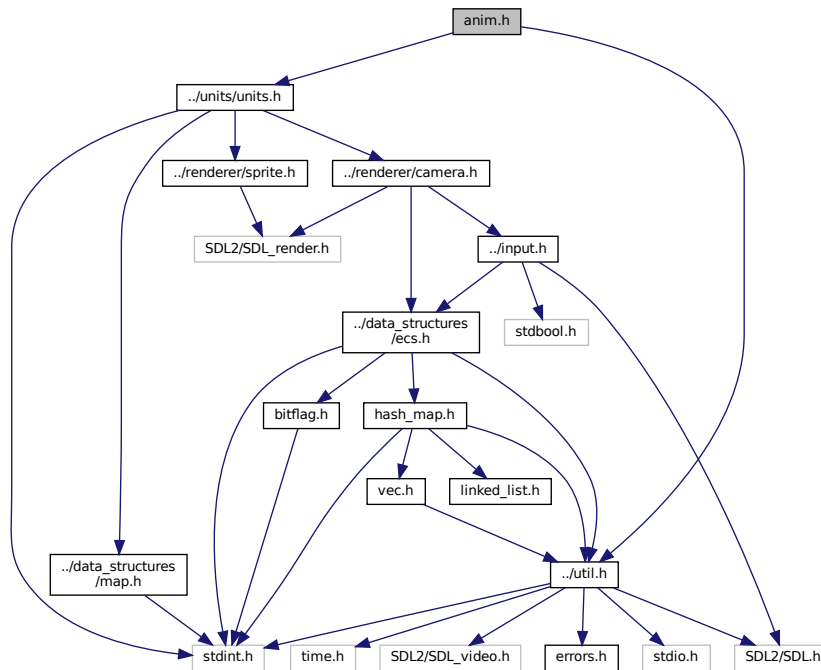 anim.h
../units/units.h
../renderer/sprite.h
../renderer/camera.h
SDL2/SDL_render.h
../input.h
../data_structures
/ecs.h
stdbool.h
bitflag.h
hash_map.h
vec.h
linked_list.h
../data_structures
/map.h
../util.h
stdint.h
time.h
SDL2/SDL_video.h
errors.h
stdio.h
SDL2/SDL.h